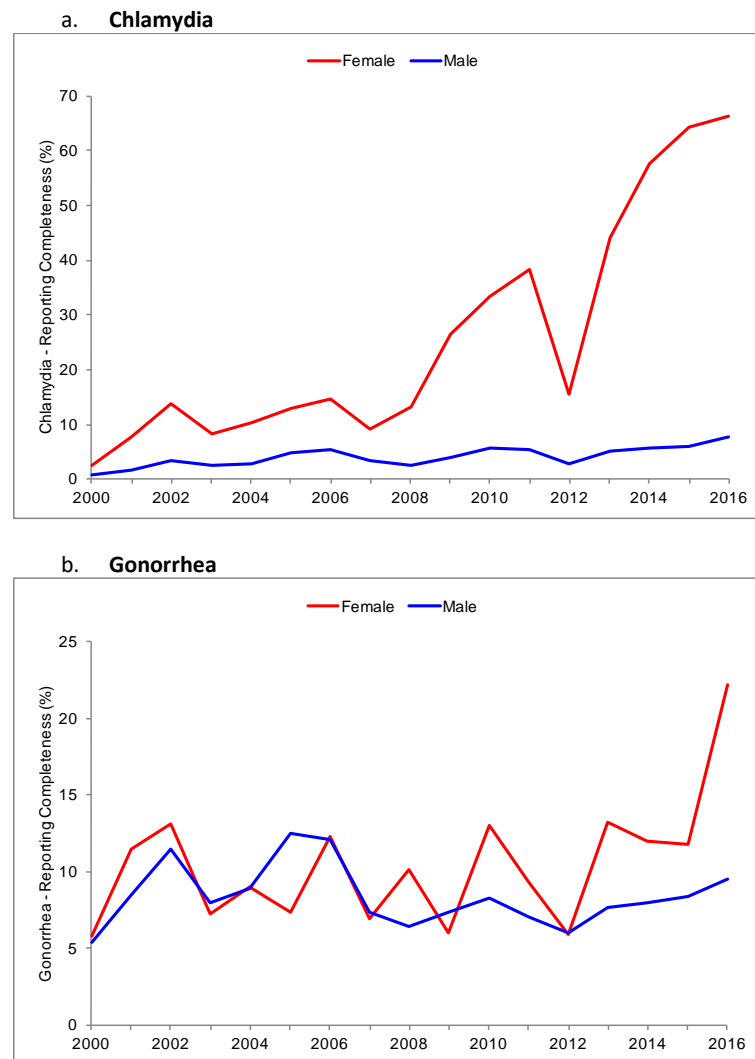 a. Chlamydia
Female Male
Chlamydia - Reporting Completeness (%)
70
60
50
40
30
20
10
0
2000 2002 2004 2006 2008 2010 2012 2014 2016
b. Gonorrhea
Female Male
Gonorrhea - Reporting Completeness (%)
25
20
15
10
5
0
2000 2002 2004 2006 2008 2010 2012 2014 2016